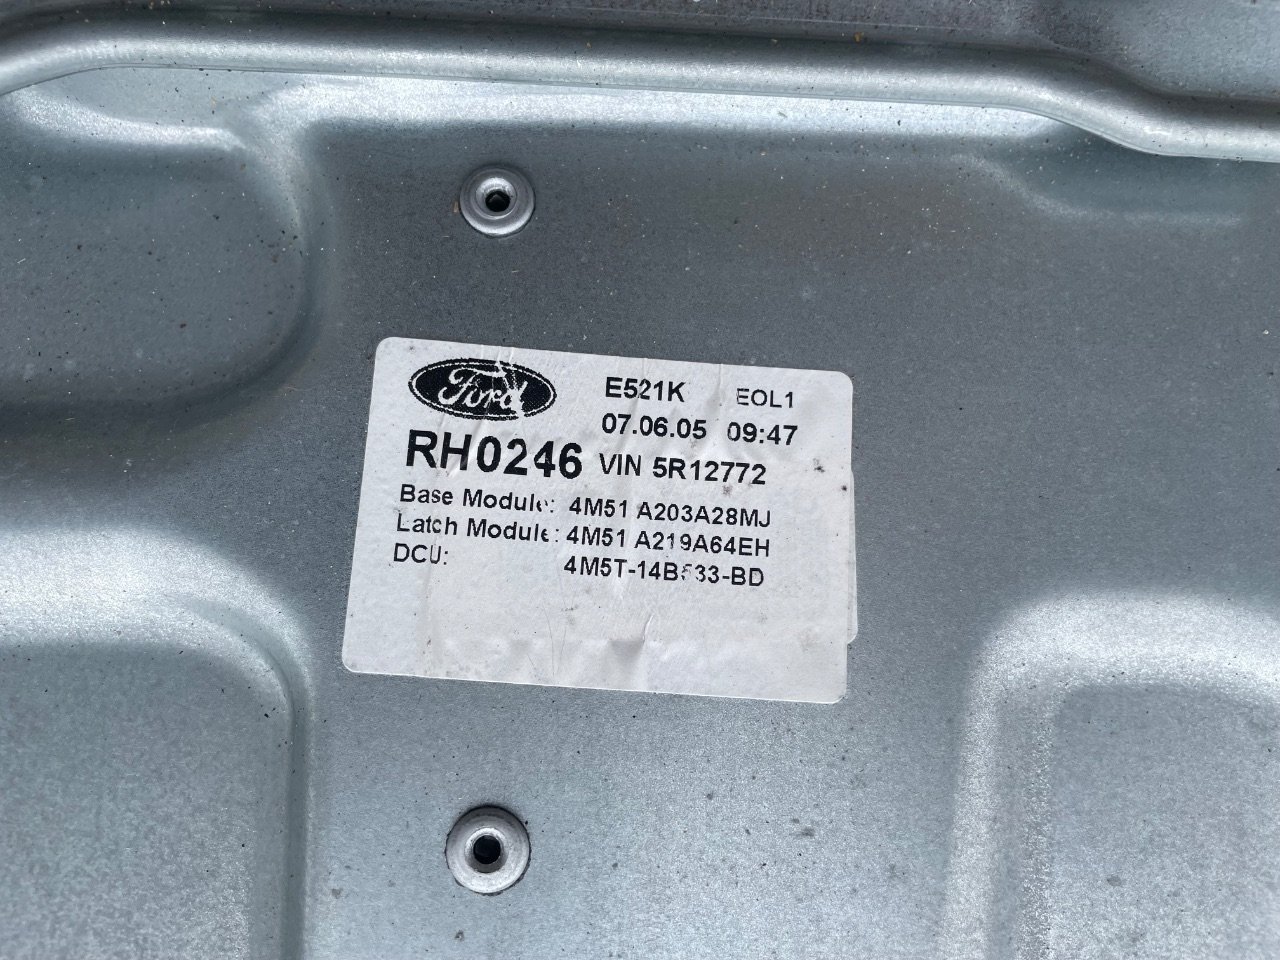 Ford
E521K EOL1
07.06.05 09:47
RH0246 VIN 5R12772
Base Module: 4M51 A203A28MJ
Latch Module: 4M51 A219A64EH
DCU: 4M5T-14B533-BD